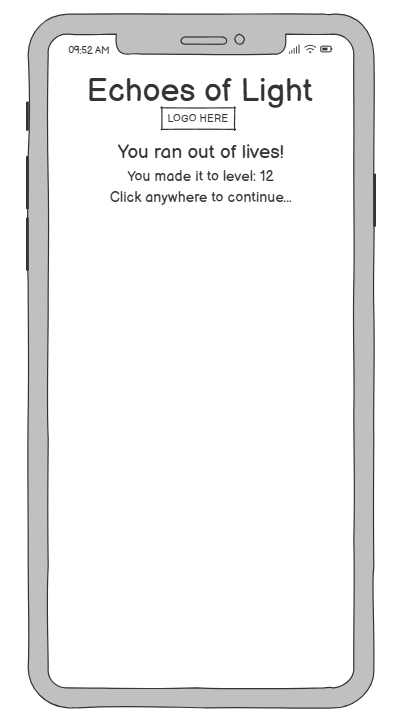 09:52 AM
Echoes of Light
LOGO HERE
You ran out of lives!
You made it to level: 12
Click anywhere to continue...